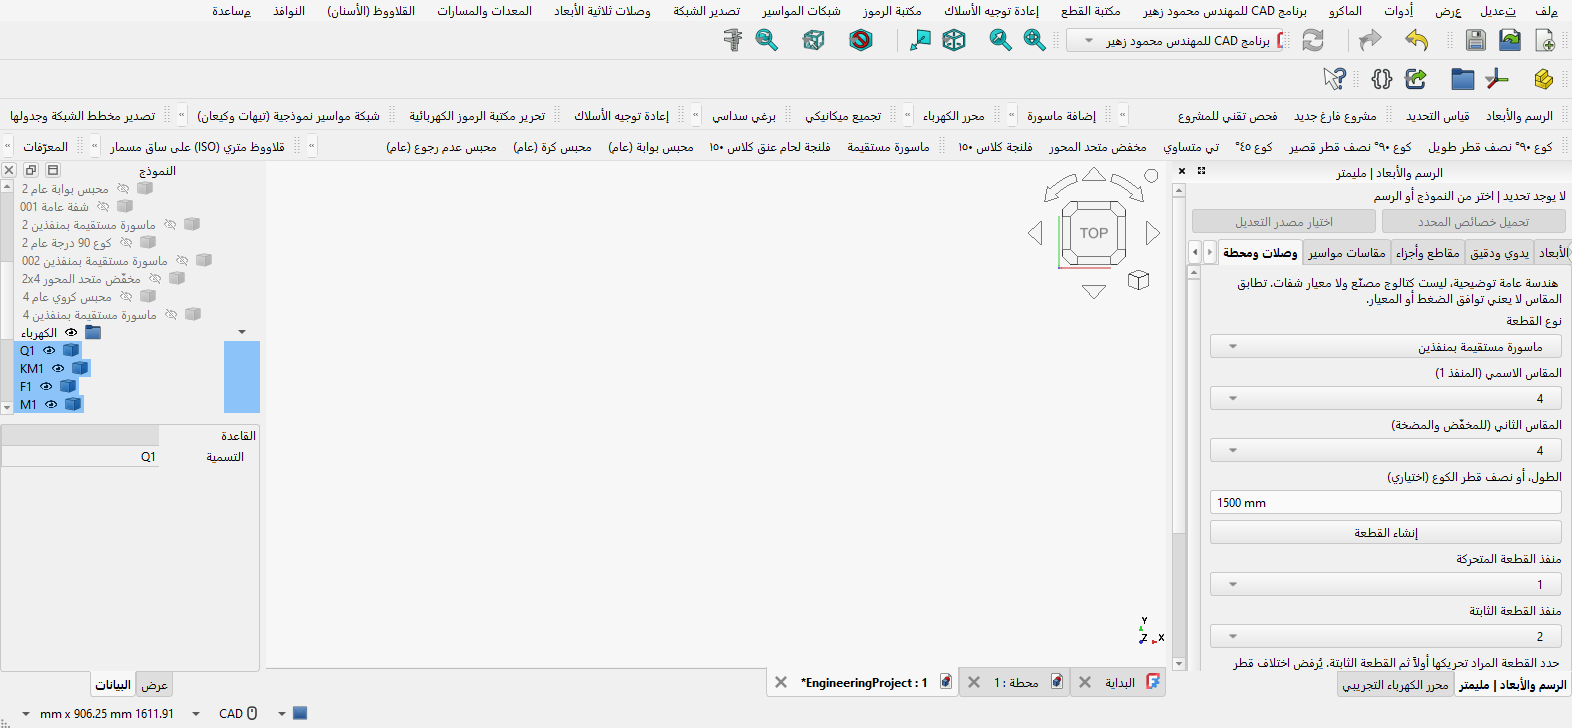 ملف تعديل عرض أدوات الماكرو برنامج CAD للمهندس محمود زهير مكتبة القطع إعادة توجيه الأسلاك مكتبة الرموز شبكات المواسير تصدير الشبكة وصلات ثلاثية الأبعاد المعدات والمسارات القلاووظ (الأسنان) النوافذ مساعدة
برنامج CAD للمهندس محمود زهير
الرسم والأبعاد قياس التحديد مشروع فارغ جديد فحص تقني للمشروع إضافة ماسورة محرر الكهرباء تجميع ميكانيكي برغي سداسي إعادة توجيه الأسلاك تحرير مكتبة الرموز الكهربائية شبكة مواسير نموذجية (تيهات وكيعان) تصدير مخطط الشبكة وجدولها
كوع ٩٠° نصف قطر طويل كوع ٩٠° نصف قطر قصير كوع ٤٥° تي متساوي مخفض متحد المحور فلنجة كلاس ١٥٠ ماسورة مستقيمة فلنجة لحام عنق كلاس ١٥٠ محبس بوابة (عام) محبس كرة (عام) محبس عدم رجوع (عام) قلاووظ متري (ISO) على ساق مسمار المعرّفات
الرسم والأبعاد | مليمتر
لا يوجد تحديد | اختر من النموذج أو الرسم
تحميل خصائص المحدد اختيار مصدر التعديل
الأبعاد يدوي ودقيق مقاطع وأجزاء مقاسات مواسير وصلات ومحطة
هندسة عامة توضيحية، ليست كتالوج مصنّع ولا معيار شفات. تطابق
المقاس لا يعني توافق الضغط أو المعيار.
نوع القطعة
ماسورة مستقيمة بمنفذين
المقاس الاسمي (المنفذ 1)
4
المقاس الثاني (للمخفّض والمضخة)
4
الطول، أو نصف قطر الكوع (اختياري)
1500 mm
إنشاء القطعة
منفذ القطعة المتحركة
1
منفذ القطعة الثابتة
2
حدد القطعة المراد تحريكها أولاً ثم القطعة الثابتة. يُرفض اختلاف قطر
الرسم والأبعاد | مليمتر محرر الكهرباء التجريبي
TOP
Y
Z X
البداية
محطة : 1
EngineeringProject : 1*
النموذج
محبس بوابة عام 2
شفة عامة 001
ماسورة مستقيمة بمنفذين 2
كوع 90 درجة عام 2
ماسورة مستقيمة بمنفذين 002
مخفّض متحد المحور 2x4
محبس كروي عام 4
ماسورة مستقيمة بمنفذين 4
الكهرباء
Q1
KM1
F1
M1
القاعدة
التسمية Q1
عرض البيانات
CAD
mm x 906.25 mm 1611.91